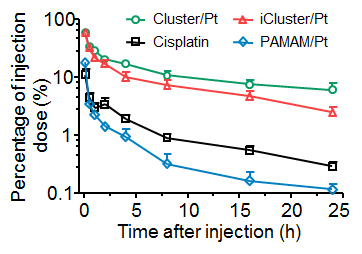 100
10
1
0.1
Percentage of injection
dose (%)
Cluster/Pt
iCluster/Pt
Cisplatin
PAMAM/Pt
0 5 10 15 20 25
Time after injection (h)